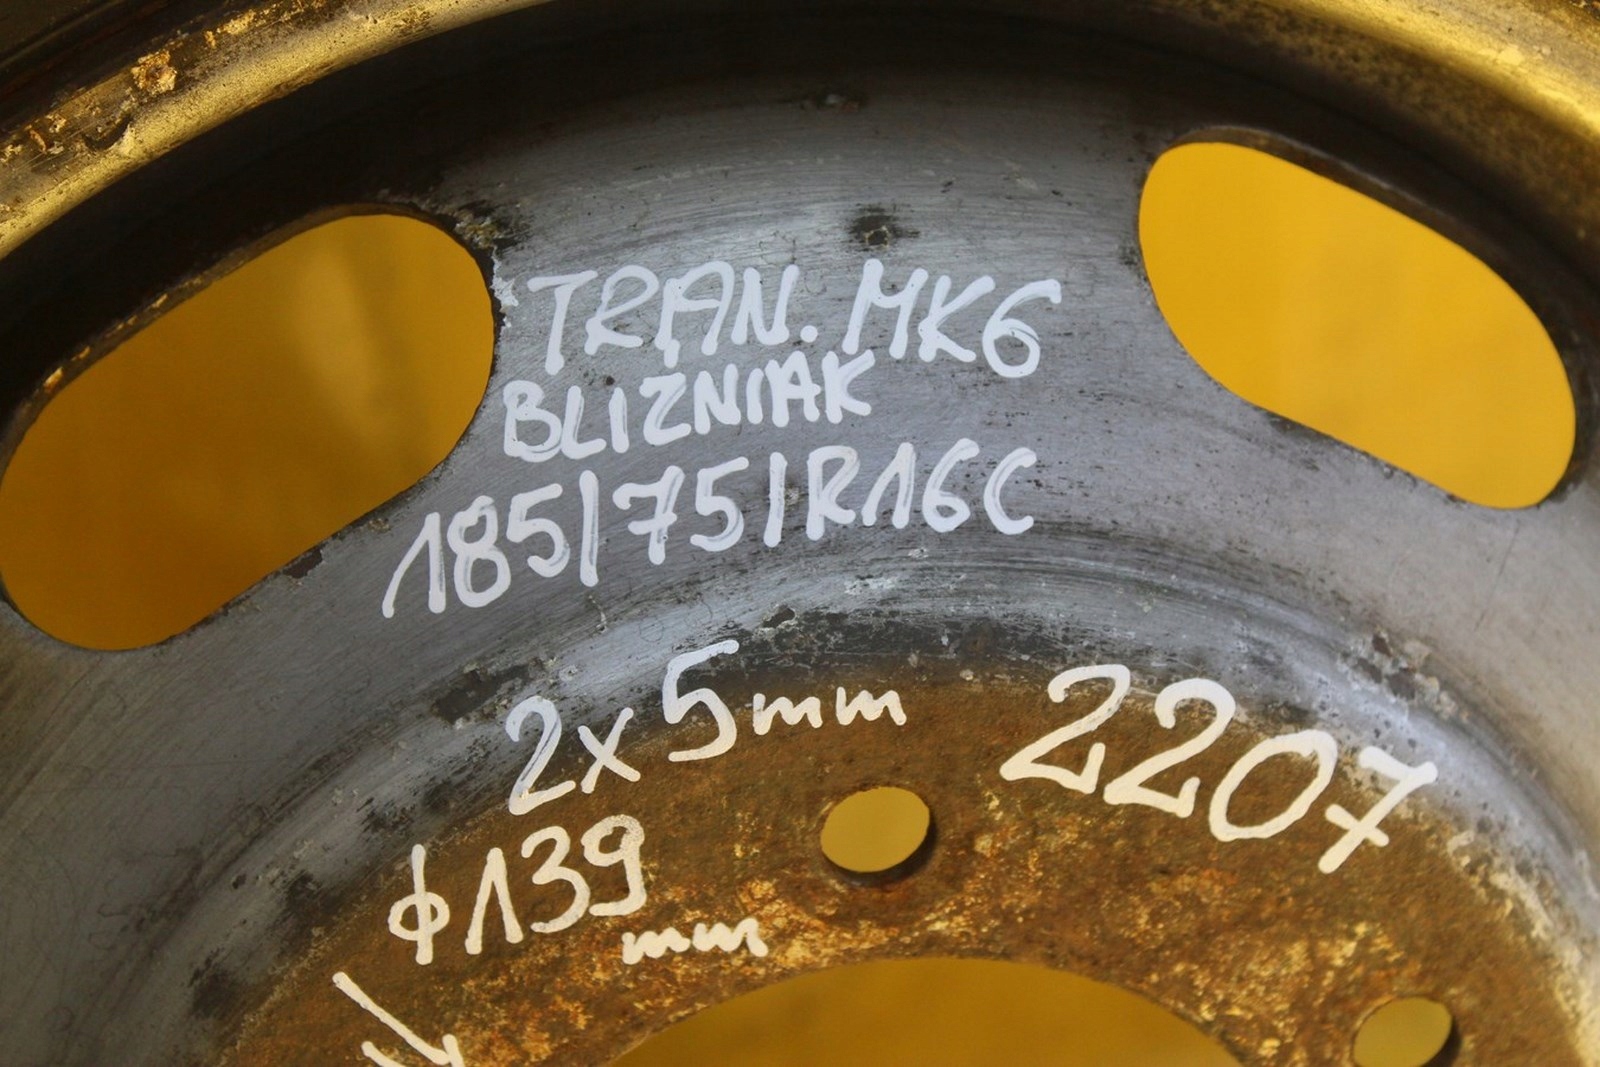 TRAN. MK6
BLIZNIAK
185/75/R16C
2x5mm
2207
ϕ139
mm